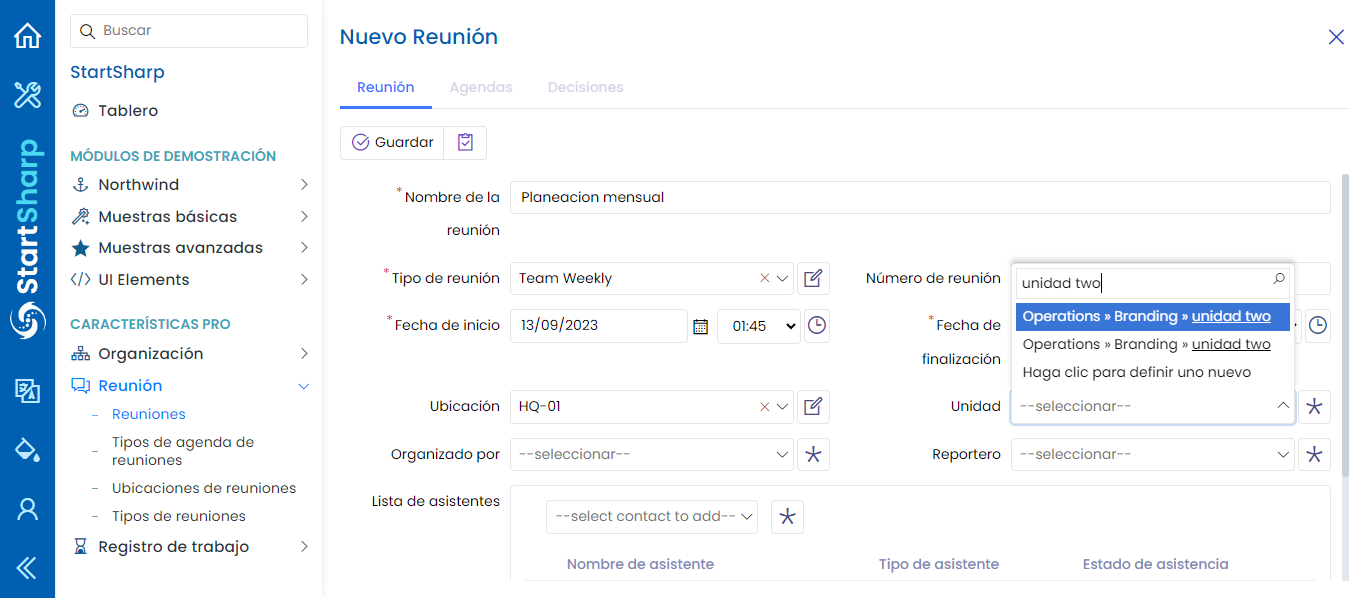 StartSharp
Buscar
StartSharp
Tablero
MÓDULOS DE DEMOSTRACIÓN
Northwind
Muestras básicas
Muestras avanzadas
UI Elements
CARACTERÍSTICAS PRO
Organización
Reunión
Reuniones
Tipos de agenda de
reuniones
Ubicaciones de reuniones
Tipos de reuniones
Registro de trabajo
Nuevo Reunión
Reunión Agendas Decisiones
Guardar
*Nombre de la
reunión
Planeacion mensual
*Tipo de reunión Team Weekly
Número de reunión
*Fecha de inicio 13/09/2023 01:45
*Fecha de
finalización
unidad two
Operations » Branding » unidad two
Operations » Branding » unidad two
Haga clic para definir uno nuevo
Ubicación HQ-01
Unidad --seleccionar--
Organizado por --seleccionar--
Reportero --seleccionar--
Lista de asistentes
--select contact to add--
Nombre de asistente Tipo de asistente Estado de asistencia